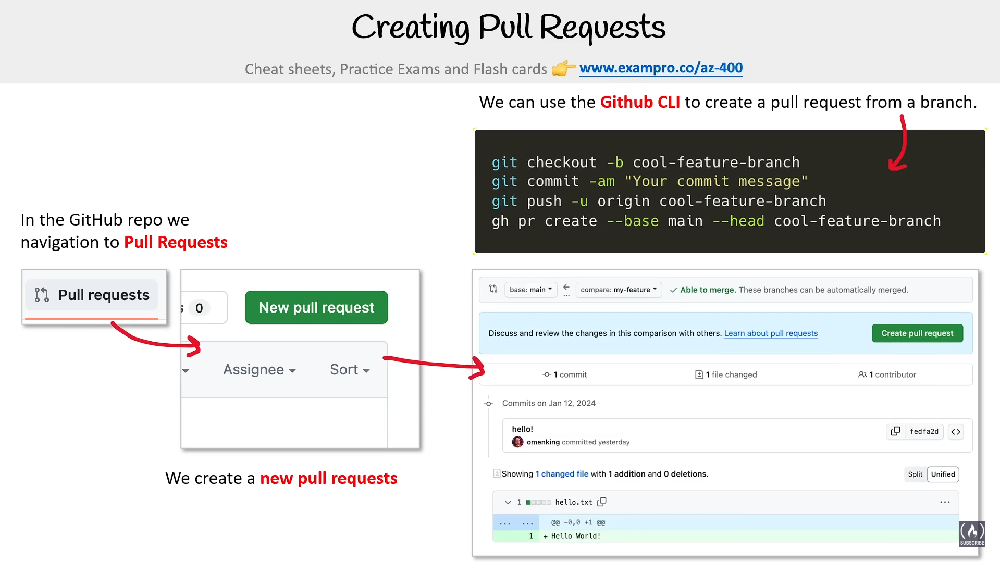 Creating Pull Requests
Cheat sheets, Practice Exams and Flash cards 👉 www.exampro.co/az-400
We can use the Github CLI to create a pull request from a branch.
git checkout -b cool-feature-branch
git commit -am "Your commit message"
git push -u origin cool-feature-branch
gh pr create --base main --head cool-feature-branch
In the GitHub repo we
navigation to Pull Requests
Pull requests
s 0
New pull request
Assignee
Sort
We create a new pull requests
base: main
compare: my-feature
Able to merge. These branches can be automatically merged.
Discuss and review the changes in this comparison with others. Learn about pull requests
Create pull request
1 commit
1 file changed
1 contributor
Commits on Jan 12, 2024
hello!
fedfa2d
omenking committed yesterday
Showing 1 changed file with 1 addition and 0 deletions.
Split
Unified
1
hello.txt
... ... @@ -0,0 +1 @@
1 + Hello World!
SUBSCRIBE